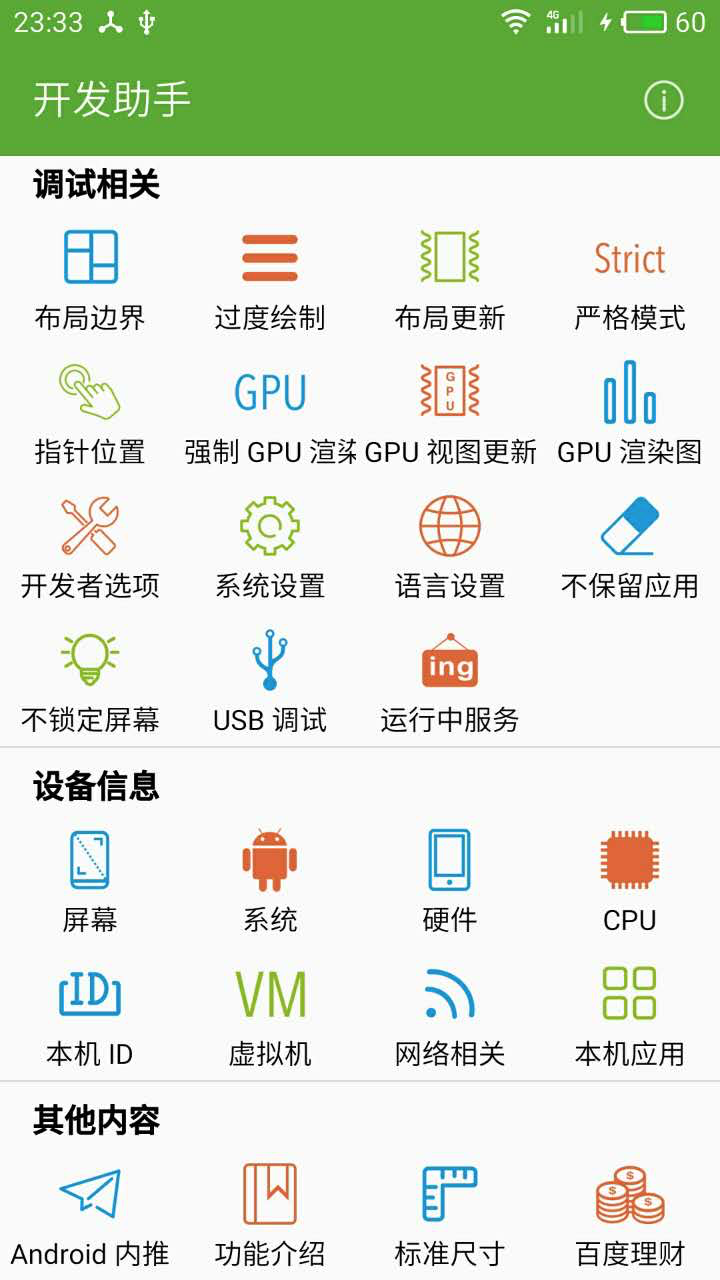 23:33 4G 60
开发助手
调试相关
Strict
布局边界 过度绘制 布局更新 严格模式
GPU GPU
指针位置 强制 GPU 渲染 GPU 视图更新 GPU 渲染图
开发者选项 系统设置 语言设置 不保留应用
ing
不锁定屏幕 USB 调试 运行中服务
设备信息
屏幕 系统 硬件 CPU
ID VM
本机 ID 虚拟机 网络相关 本机应用
其他内容
$ $ $
Android 内推 功能介绍 标准尺寸 百度理财